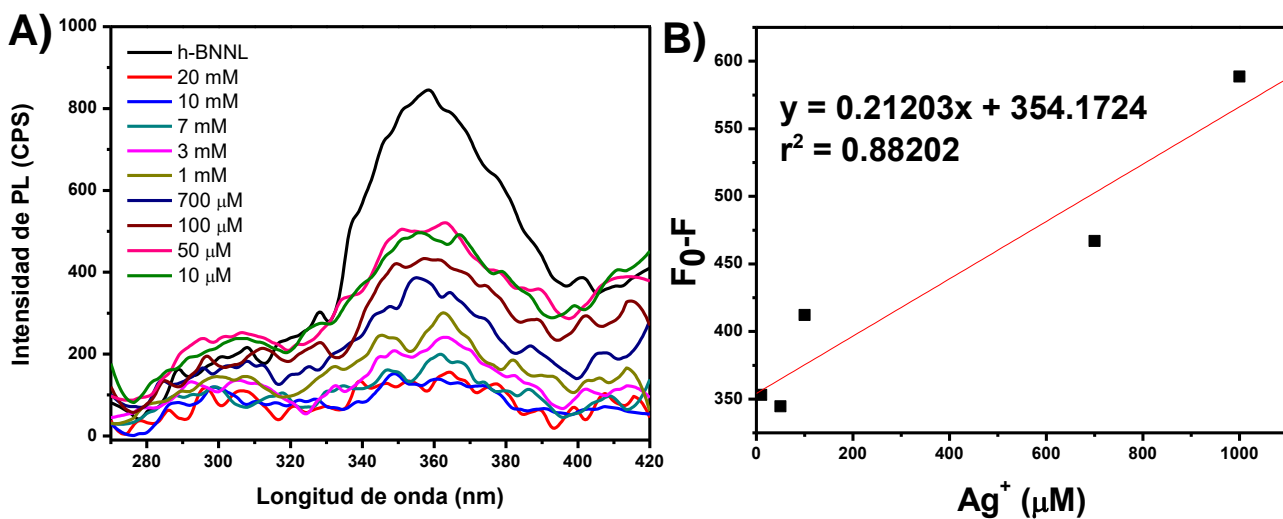 A)
1000
800
600
400
200
0
Intensidad de PL (CPS)
h-BNNL
20 mM
10 mM
7 mM
3 mM
1 mM
700 μM
100 μM
50 μM
10 μM
280 300 320 340 360 380 400 420
Longitud de onda (nm)
B)
600
550
500
450
400
350
F₀-F
y = 0.21203x + 354.1724
r² = 0.88202
0 200 400 600 800 1000
Ag⁺ (μM)